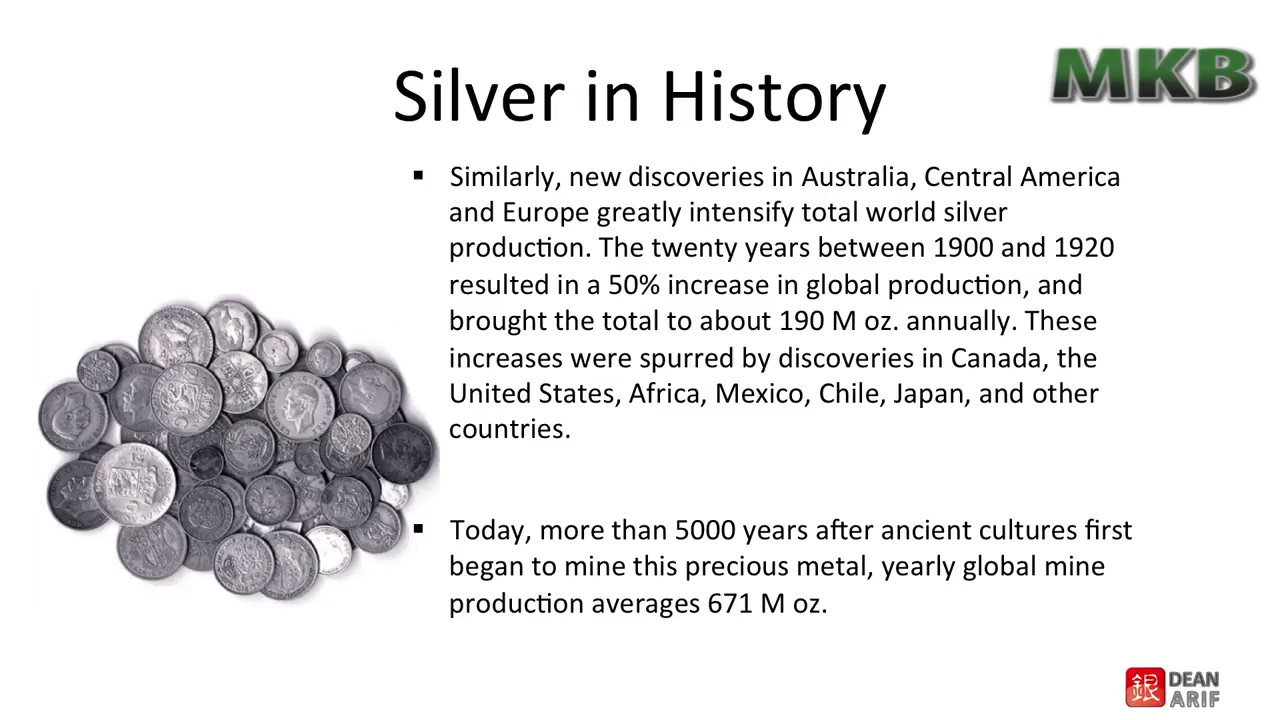 MKB
Silver in History
▪ Similarly, new discoveries in Australia, Central America
and Europe greatly intensify total world silver
production. The twenty years between 1900 and 1920
resulted in a 50% increase in global production, and
brought the total to about 190 M oz. annually. These
increases were spurred by discoveries in Canada, the
United States, Africa, Mexico, Chile, Japan, and other
countries.
▪ Today, more than 5000 years after ancient cultures first
began to mine this precious metal, yearly global mine
production averages 671 M oz.
銀 DEAN
ARIF